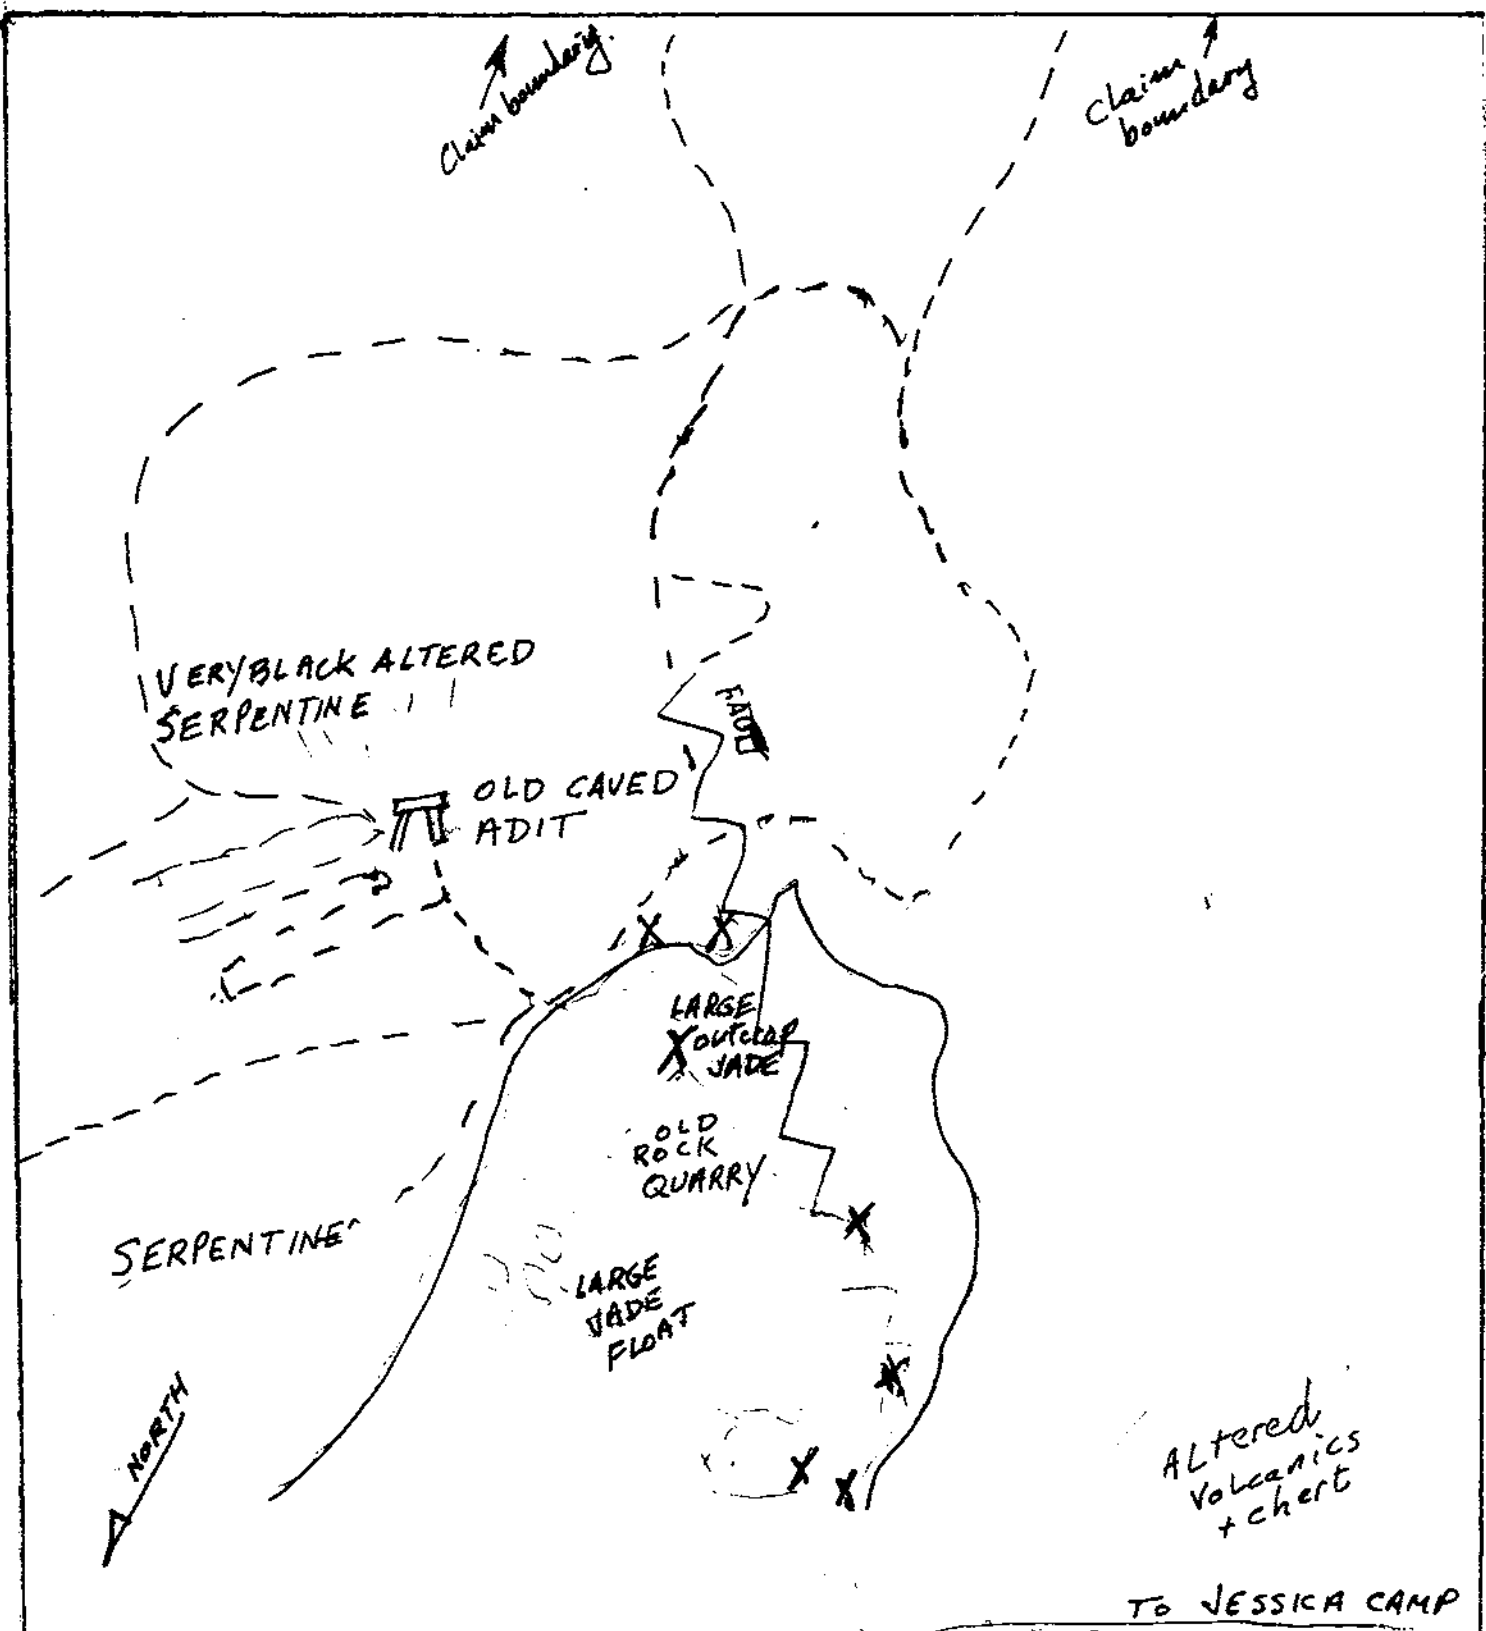 Claim boundary.
Claim
boundary
VERY BLACK ALTERED
SERPENTINE
FAULT
OLD CAVED
ADIT
LARGE
outcrop
JADE
OLD
ROCK
QUARRY
SERPENTINE
LARGE
JADE
FLOAT
NORTH
ALtered
Volcanics
+ chert
To JESSICA CAMP